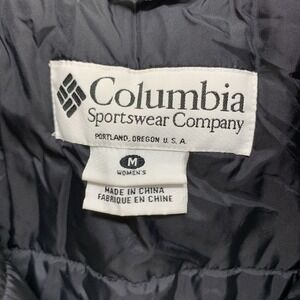 Columbia
Sportswear Company
PORTLAND, OREGON U. S. A.
M
WOMEN'S
MADE IN CHINA
FABRIQUE EN CHINE